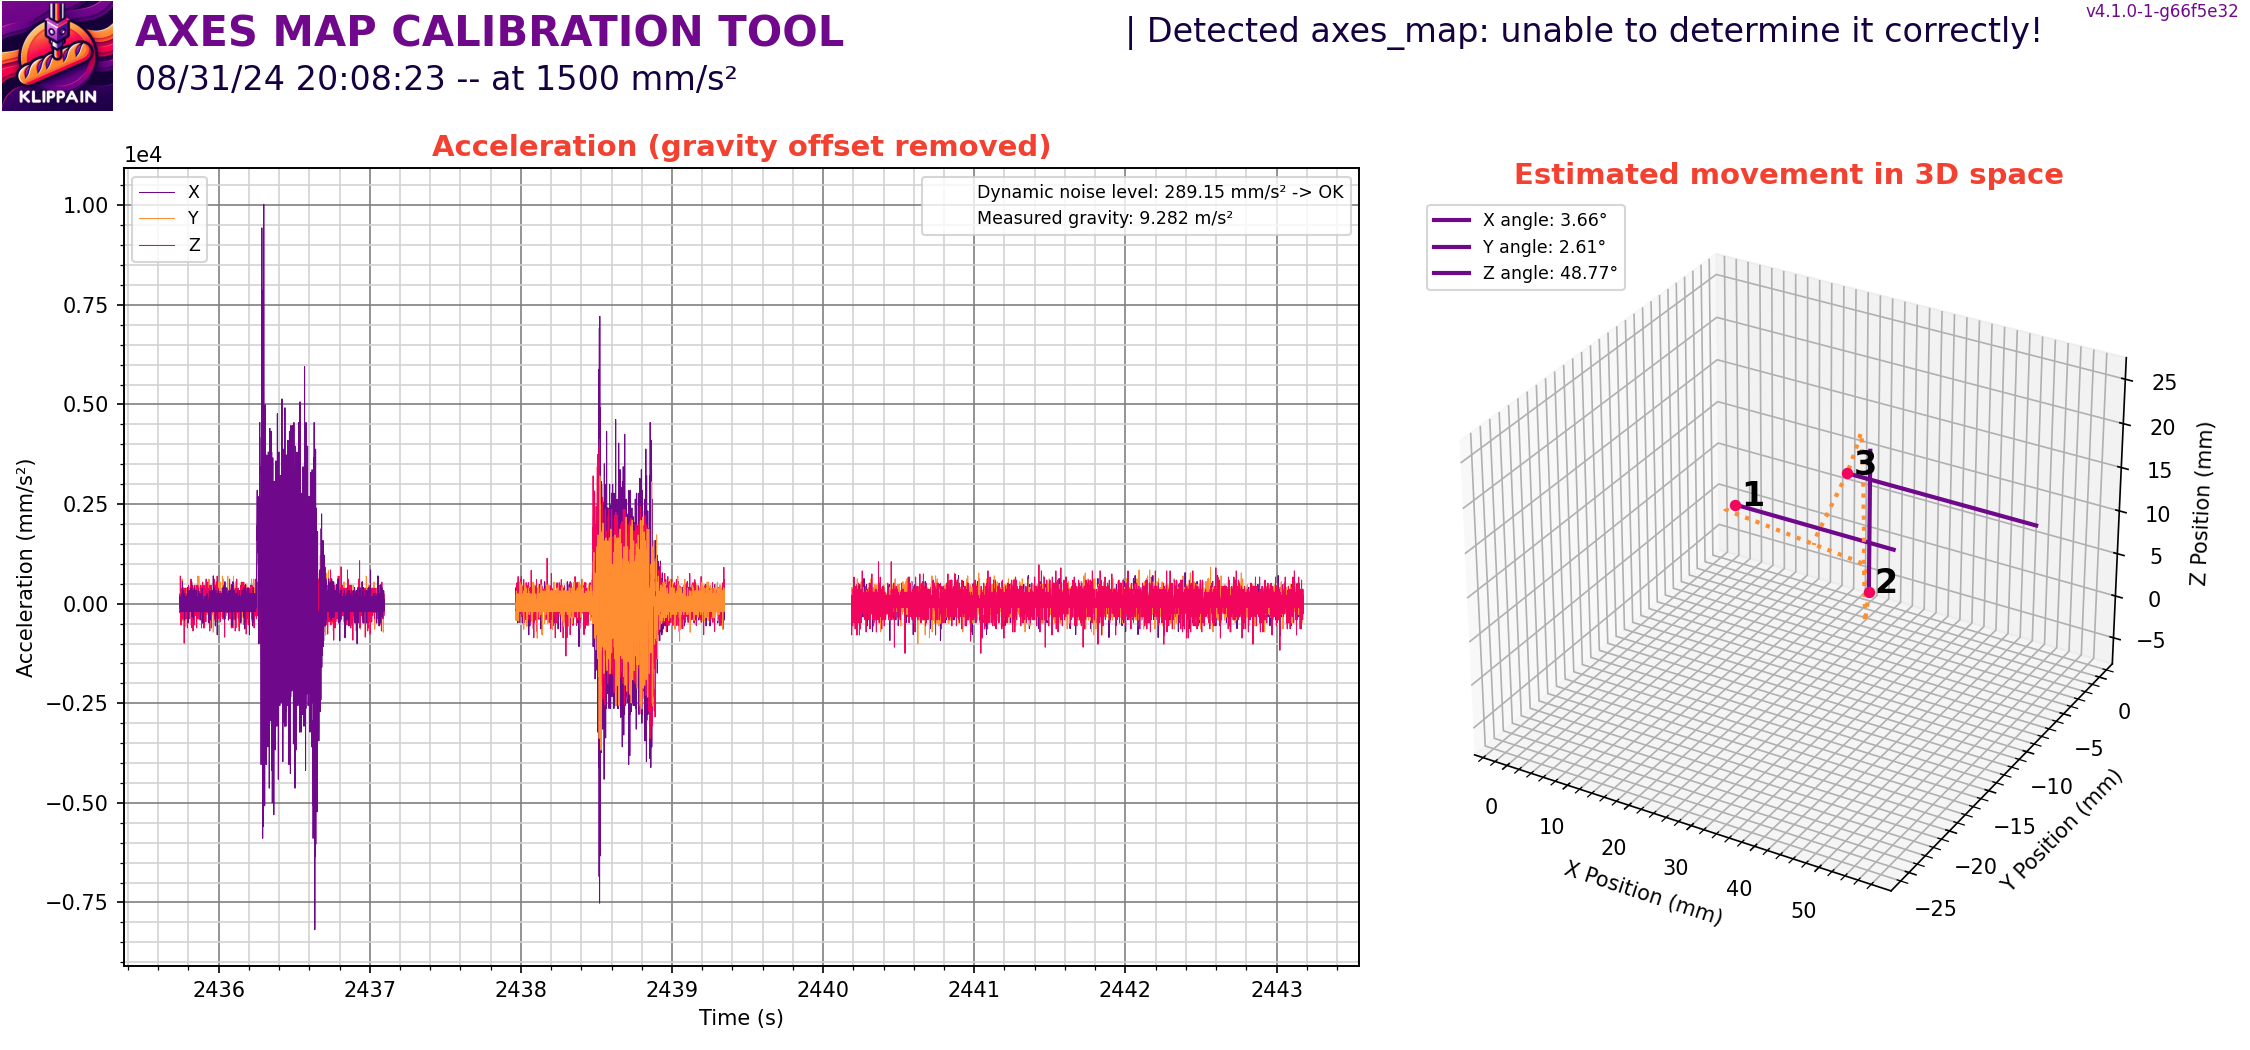 KLIPPAIN
AXES MAP CALIBRATION TOOL
08/31/24 20:08:23 -- at 1500 mm/s²
| Detected axes_map: unable to determine it correctly!
v4.1.0-1-g66f5e32
Acceleration (gravity offset removed)
1e4
X
Y
Z
Dynamic noise level: 289.15 mm/s² -> OK
Measured gravity: 9.282 m/s²
1.00
0.75
0.50
0.25
0.00
−0.25
−0.50
−0.75
Acceleration (mm/s²)
2436 2437 2438 2439 2440 2441 2442 2443
Time (s)
Estimated movement in 3D space
X angle: 3.66°
Y angle: 2.61°
Z angle: 48.77°
1
2
3
25
20
15
10
5
0
−5
Z Position (mm)
0
−5
−10
−15
−20
−25
Y Position (mm)
0
10
20
30
40
50
X Position (mm)